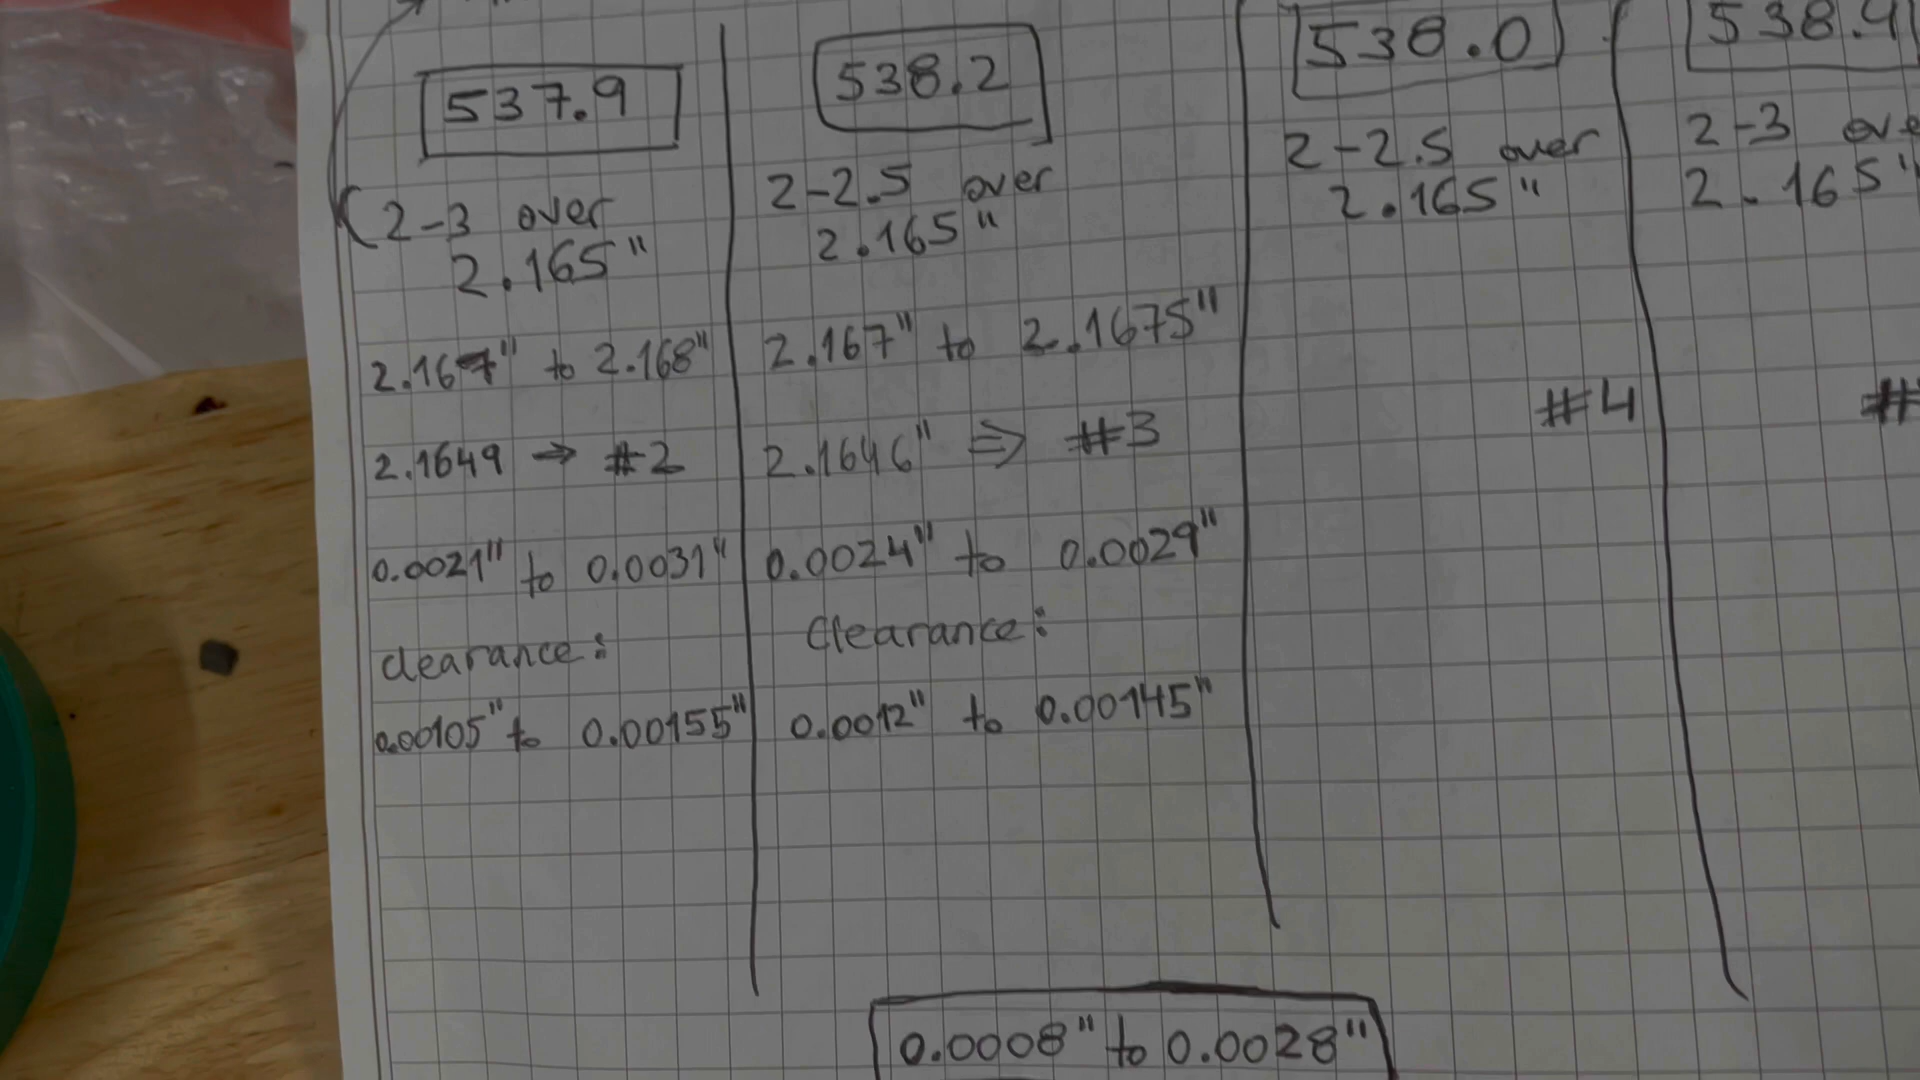 537.9
2-3 over
2.165"
2.167" to 2.168"
2.1649 → #2
0.0021" to 0.0031"
clearance:
0.00105" to 0.00155"
538.2
2-2.5 over
2.165"
2.167" to 2.1675"
2.1646" ⇒ #3
0.0024" to 0.0029"
Clearance:
0.0012" to 0.00145"
538.0
2-2.5 over
2.165"
#4
538.4
2-3
2.165"
#
0.0008" to 0.0028"